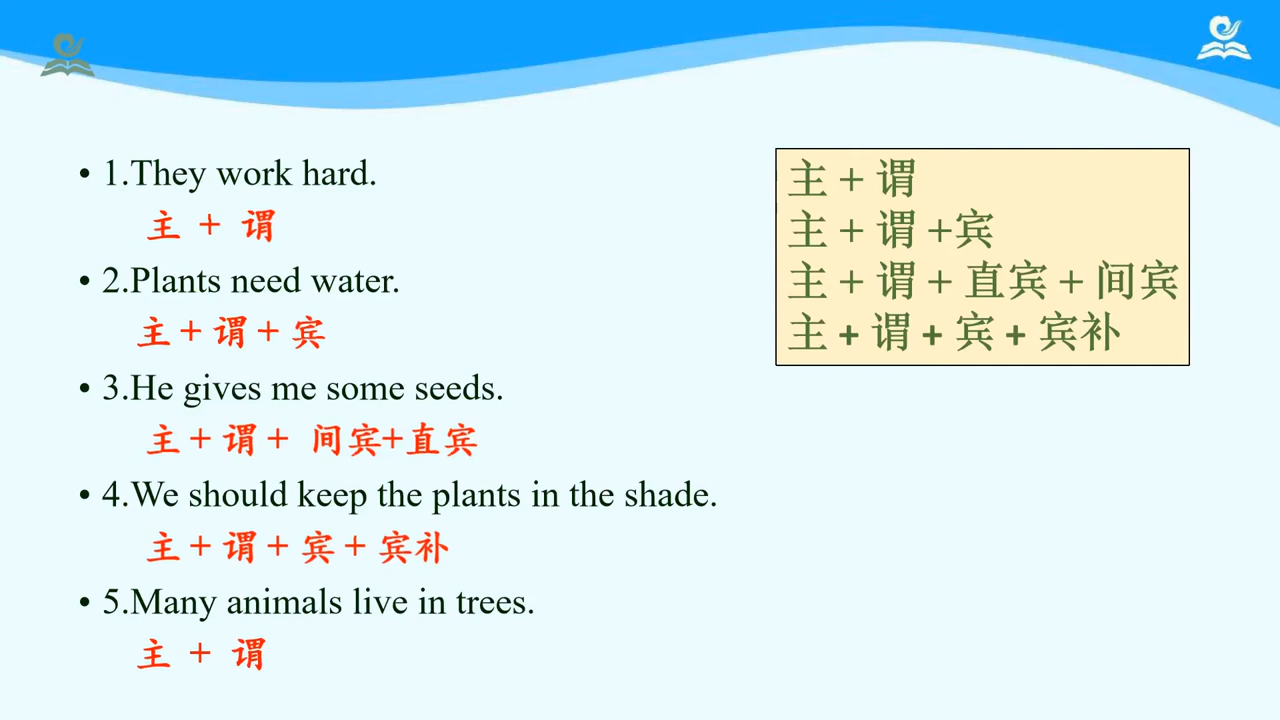 • 1.They work hard.
主 + 谓
• 2.Plants need water.
主 + 谓 + 宾
• 3.He gives me some seeds.
主 + 谓 + 间宾+直宾
• 4.We should keep the plants in the shade.
主 + 谓 + 宾 + 宾补
• 5.Many animals live in trees.
主 + 谓
主 + 谓
主 + 谓 +宾
主 + 谓 + 直宾 + 间宾
主 + 谓 + 宾 + 宾补